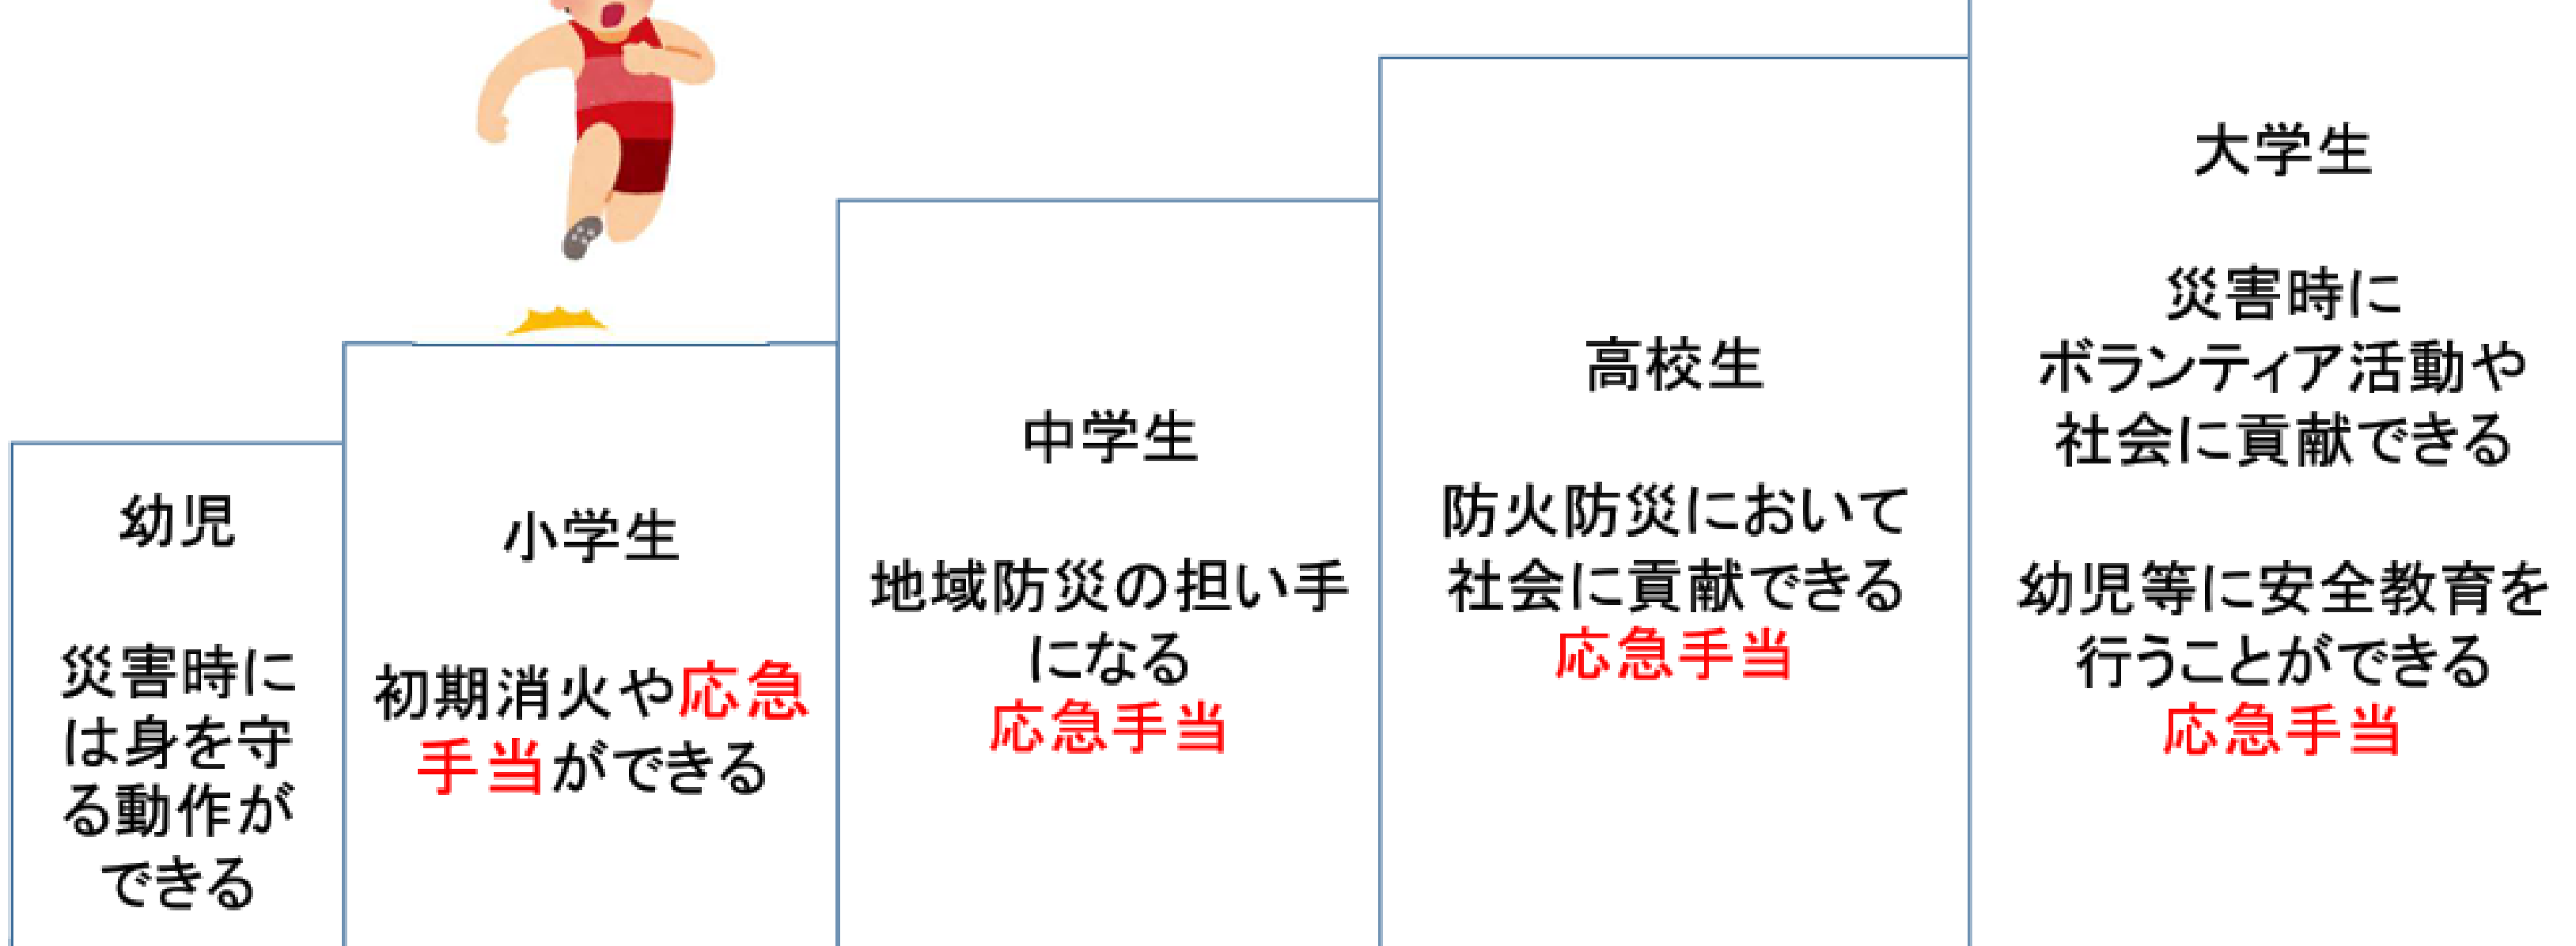 幼児
災害時に
は身を守
る動作が
できる
小学生
初期消火や応急
手当ができる
中学生
地域防災の担い手
になる
応急手当
高校生
防火防災において
社会に貢献できる
応急手当
大学生
災害時に
ボランティア活動や
社会に貢献できる
幼児等に安全教育を
行うことができる
応急手当